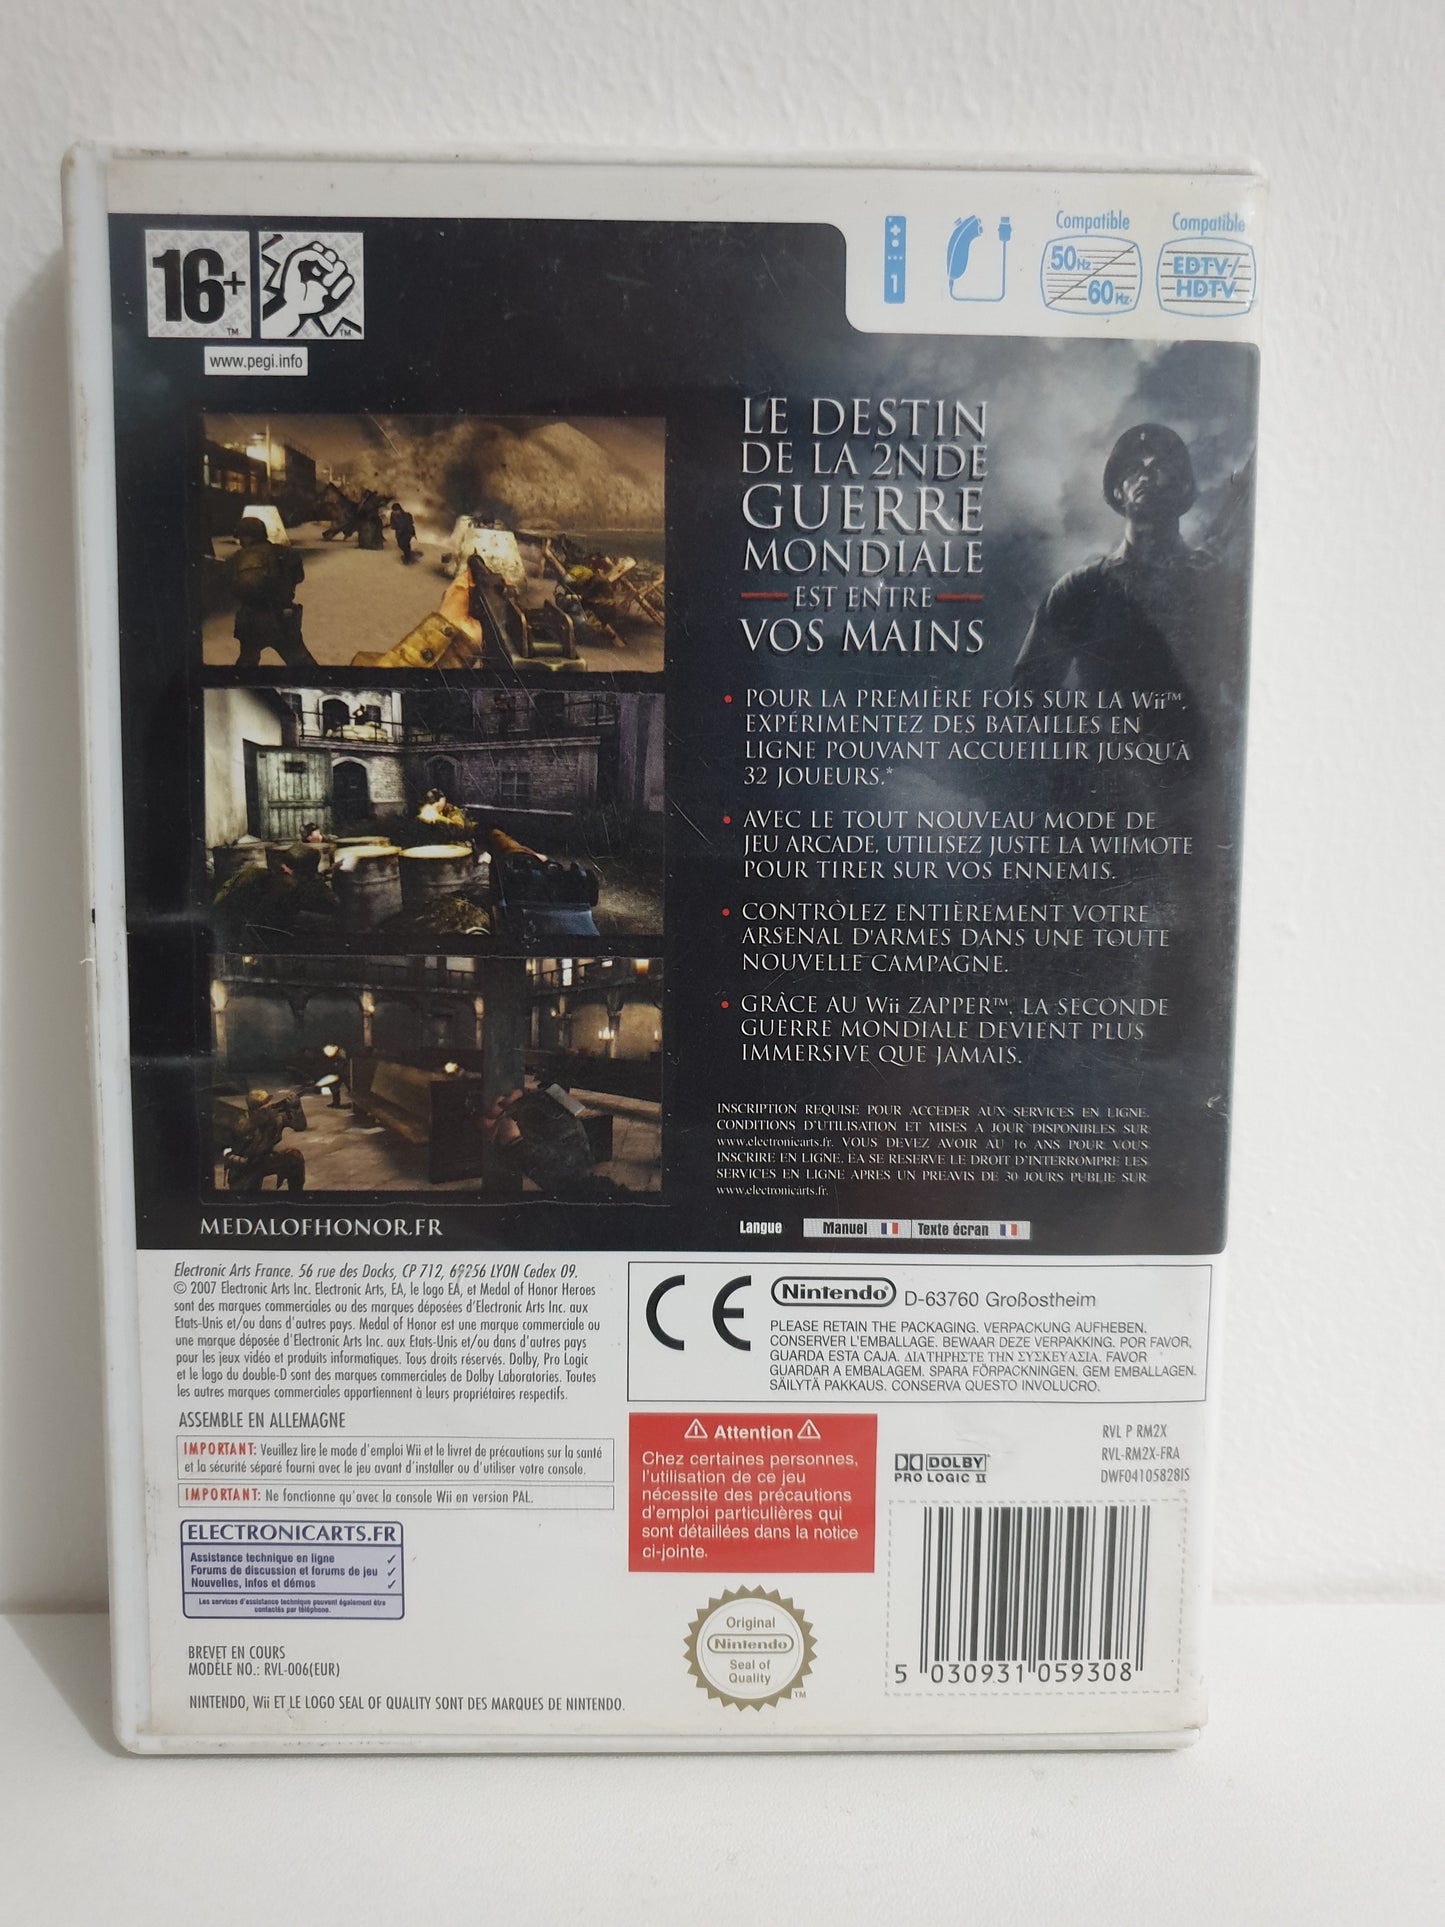 16+
™
™
www.pegi.info
1
Compatible
50Hz
60Hz
Compatible
EDTV/
HDTV
LE DESTIN
DE LA 2NDE
GUERRE
MONDIALE
EST ENTRE
VOS MAINS
• POUR LA PREMIÈRE FOIS SUR LA Wii™,
EXPÉRIMENTEZ DES BATAILLES EN
LIGNE POUVANT ACCUEILLIR JUSQU'À
32 JOUEURS.*
• AVEC LE TOUT NOUVEAU MODE DE
JEU ARCADE, UTILISEZ JUSTE LA WIIMOTE
POUR TIRER SUR VOS ENNEMIS.
• CONTRÔLEZ ENTIÈREMENT VOTRE
ARSENAL D'ARMES DANS UNE TOUTE
NOUVELLE CAMPAGNE.
• GRÂCE AU Wii ZAPPER™, LA SECONDE
GUERRE MONDIALE DEVIENT PLUS
IMMERSIVE QUE JAMAIS.
INSCRIPTION REQUISE POUR ACCEDER AUX SERVICES EN LIGNE.
CONDITIONS D'UTILISATION ET MISES A JOUR DISPONIBLES SUR
www.electronicarts.fr. VOUS DEVEZ AVOIR AU 16 ANS POUR VOUS
INSCRIRE EN LIGNE. EA SE RESERVE LE DROIT D'INTERROMPRE LES
SERVICES EN LIGNE APRES UN PREAVIS DE 30 JOURS PUBLIE SUR
www.electronicarts.fr.
MEDALOFHONOR.FR
Langue Manuel Texte écran
Electronic Arts France. 56 rue des Docks, CP 712, 69256 LYON Cedex 09.
© 2007 Electronic Arts Inc. Electronic Arts, EA, le logo EA, et Medal of Honor Heroes
sont des marques commerciales ou des marques déposées d'Electronic Arts Inc. aux
Etats-Unis et/ou dans d'autres pays. Medal of Honor est une marque commerciale ou
une marque déposée d'Electronic Arts Inc. aux Etats-Unis et/ou dans d'autres pays
pour les jeux vidéo et produits informatiques. Tous droits réservés. Dolby, Pro Logic
et le logo du double-D sont des marques commerciales de Dolby Laboratories. Toutes
les autres marques commerciales appartiennent à leurs propriétaires respectifs.
ASSEMBLE EN ALLEMAGNE
IMPORTANT: Veuillez lire le mode d'emploi Wii et le livret de précautions sur la santé
et la sécurité séparé fourni avec le jeu avant d'installer ou d'utiliser votre console.
IMPORTANT: Ne fonctionne qu'avec la console Wii en version PAL.
ELECTRONICARTS.FR
Assistance technique en ligne ✓
Forums de discussion et forums de jeu ✓
Nouvelles, infos et démos ✓
Les services d'assistance technique peuvent également être
contactés par téléphone.
BREVET EN COURS
MODÈLE NO.: RVL-006(EUR)
NINTENDO, Wii ET LE LOGO SEAL OF QUALITY SONT DES MARQUES DE NINTENDO.
CE
Nintendo® D-63760 Großostheim
PLEASE RETAIN THE PACKAGING. VERPACKUNG AUFHEBEN.
CONSERVER L'EMBALLAGE. BEWAAR DEZE VERPAKKING. POR FAVOR,
GUARDA ESTA CAJA. ΔΙΑΤΗΡΗΣΤΕ ΤΗΝ ΣΥΣΚΕΥΑΣΙΑ. FAVOR
GUARDAR A EMBALAGEM. SPARA FÖRPACKNINGEN. GEM EMBALLAGEN.
SÄILYTÄ PAKKAUS. CONSERVA QUESTO INVOLUCRO.
⚠ Attention ⚠
Chez certaines personnes,
l'utilisation de ce jeu
nécessite des précautions
d'emploi particulières qui
sont détaillées dans la notice
ci-jointe.
DOLBY
PRO LOGIC II
RVL P RM2X
RVL-RM2X-FRA
DWF04105828IS
Original
Nintendo
Seal of
Quality
™
5 030931 059308